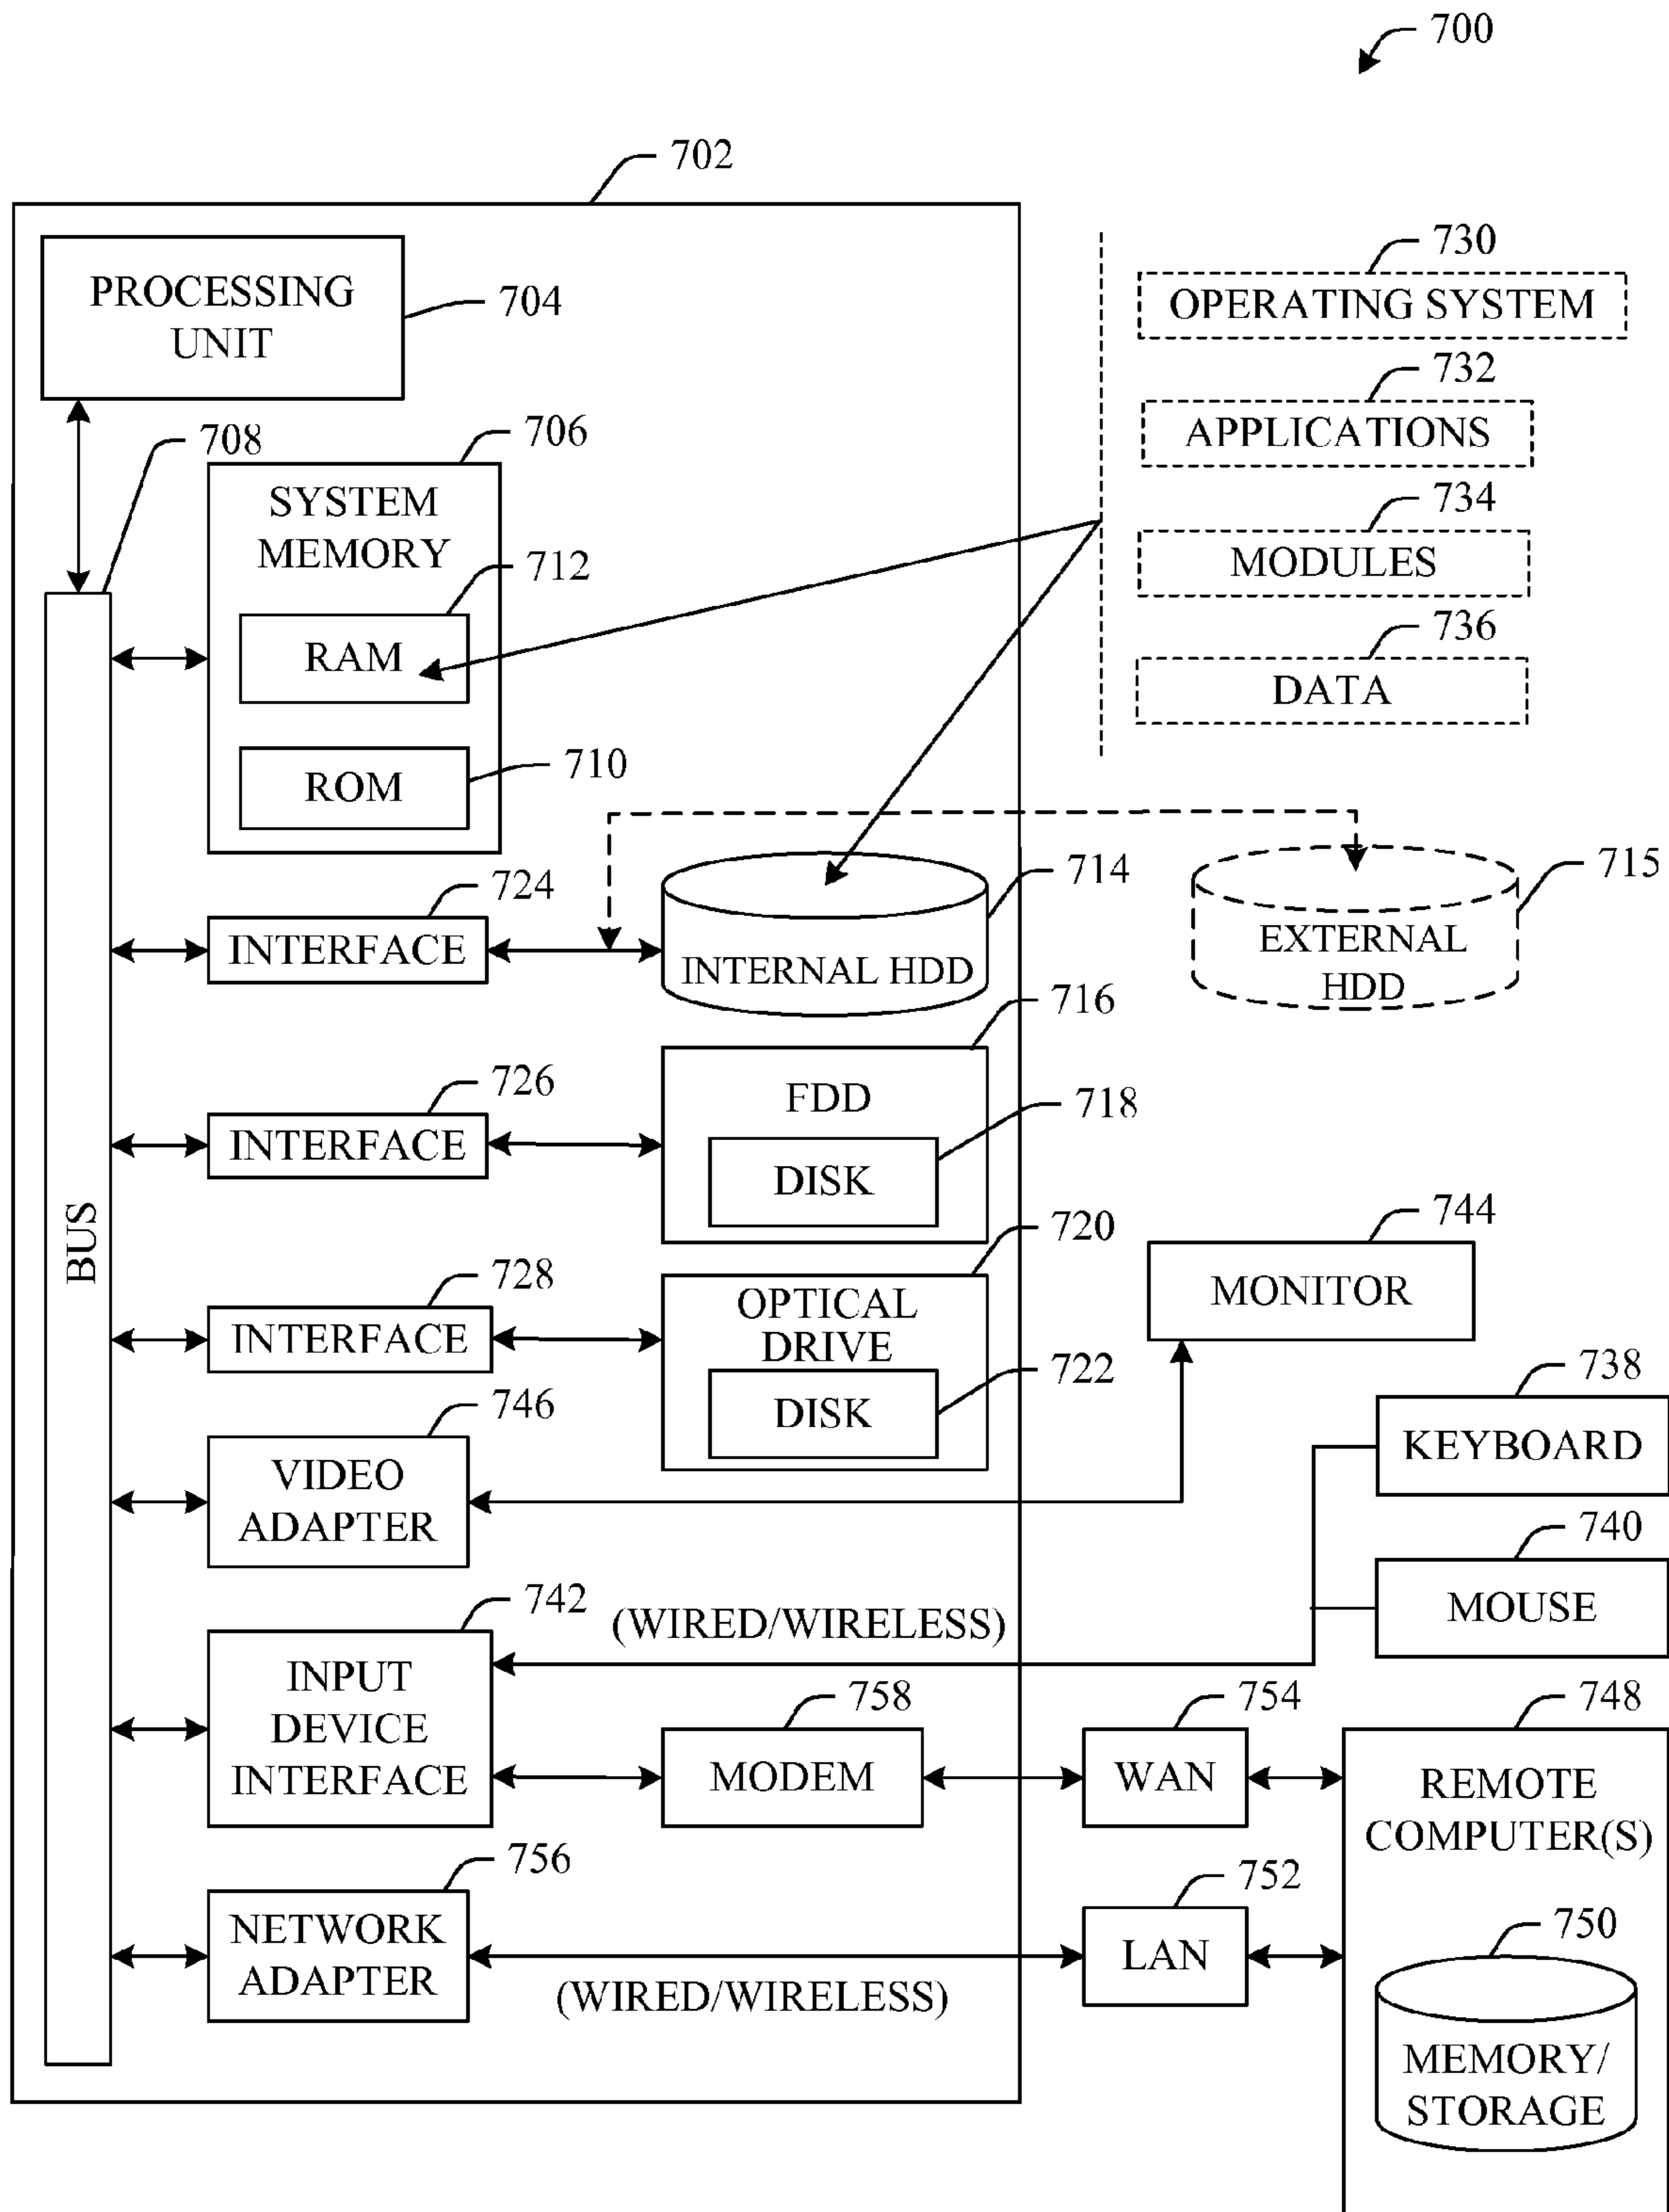 700
702
PROCESSING
UNIT
704
730
OPERATING SYSTEM
732
APPLICATIONS
734
MODULES
736
DATA
708
706
SYSTEM
MEMORY
712
RAM
710
ROM
BUS
724
INTERFACE
714
INTERNAL HDD
715
EXTERNAL
HDD
726
INTERFACE
716
FDD
718
DISK
728
INTERFACE
720
OPTICAL
DRIVE
722
DISK
744
MONITOR
746
VIDEO
ADAPTER
738
KEYBOARD
740
MOUSE
742
INPUT
DEVICE
INTERFACE
(WIRED/WIRELESS)
758
MODEM
754
WAN
748
REMOTE
COMPUTER(S)
756
NETWORK
ADAPTER
(WIRED/WIRELESS)
752
LAN
750
MEMORY/
STORAGE